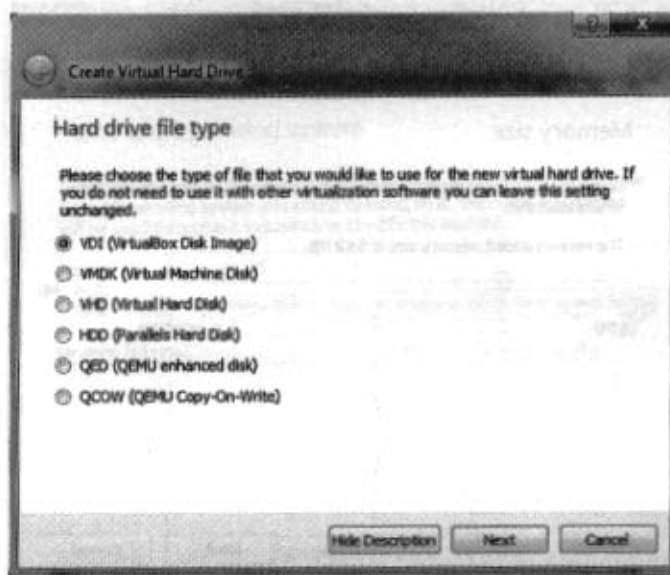 Create Virtual Hard Drive
Hard drive file type
Please choose the type of file that you would like to use for the new virtual hard drive. If
you do not need to use it with other virtualization software you can leave this setting
unchanged.
VDI (VirtualBox Disk Image)
VMDK (Virtual Machine Disk)
VHD (Virtual Hard Disk)
HDD (Parallels Hard Disk)
QED (QEMU enhanced disk)
QCOW (QEMU Copy-On-Write)
Hide Description
Next
Cancel